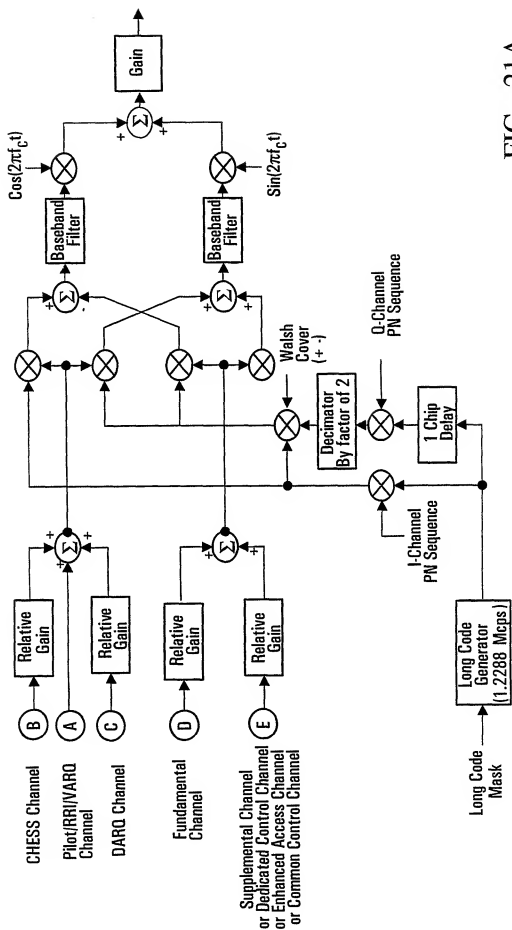 CHESS Channel
B
Relative
Gain
Pilot/RRI/VARQ
Channel
A
DARQ Channel
C
Relative
Gain
+
+
+
Σ
Fundamental
Channel
D
Relative
Gain
Supplemental Channel
or Dedicated Control Channel
or Enhanced Access Channel
or Common Control Channel
E
Relative
Gain
+
+
Σ
Long Code
Mask
Long Code
Generator
(1.2288 Mcps)
I-Channel
PN Sequence
1 Chip
Delay
Q-Channel
PN Sequence
Decimator
By factor of 2
Walsh
Cover
(+ -)
+
-
Σ
+
+
Σ
Baseband
Filter
Baseband
Filter
Cos(2πfCt)
Sin(2πfCt)
+
+
Σ
Gain
FIG. 21A